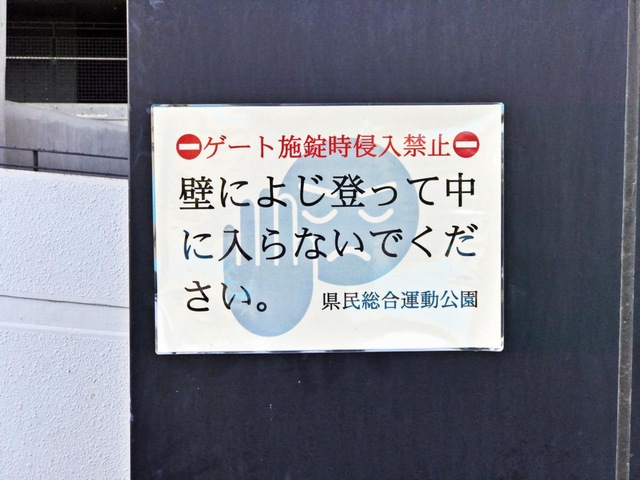 ⛔ゲート施錠時侵入禁止⛔
壁によじ登って中
に入らないでくだ
さい。
県民総合運動公園